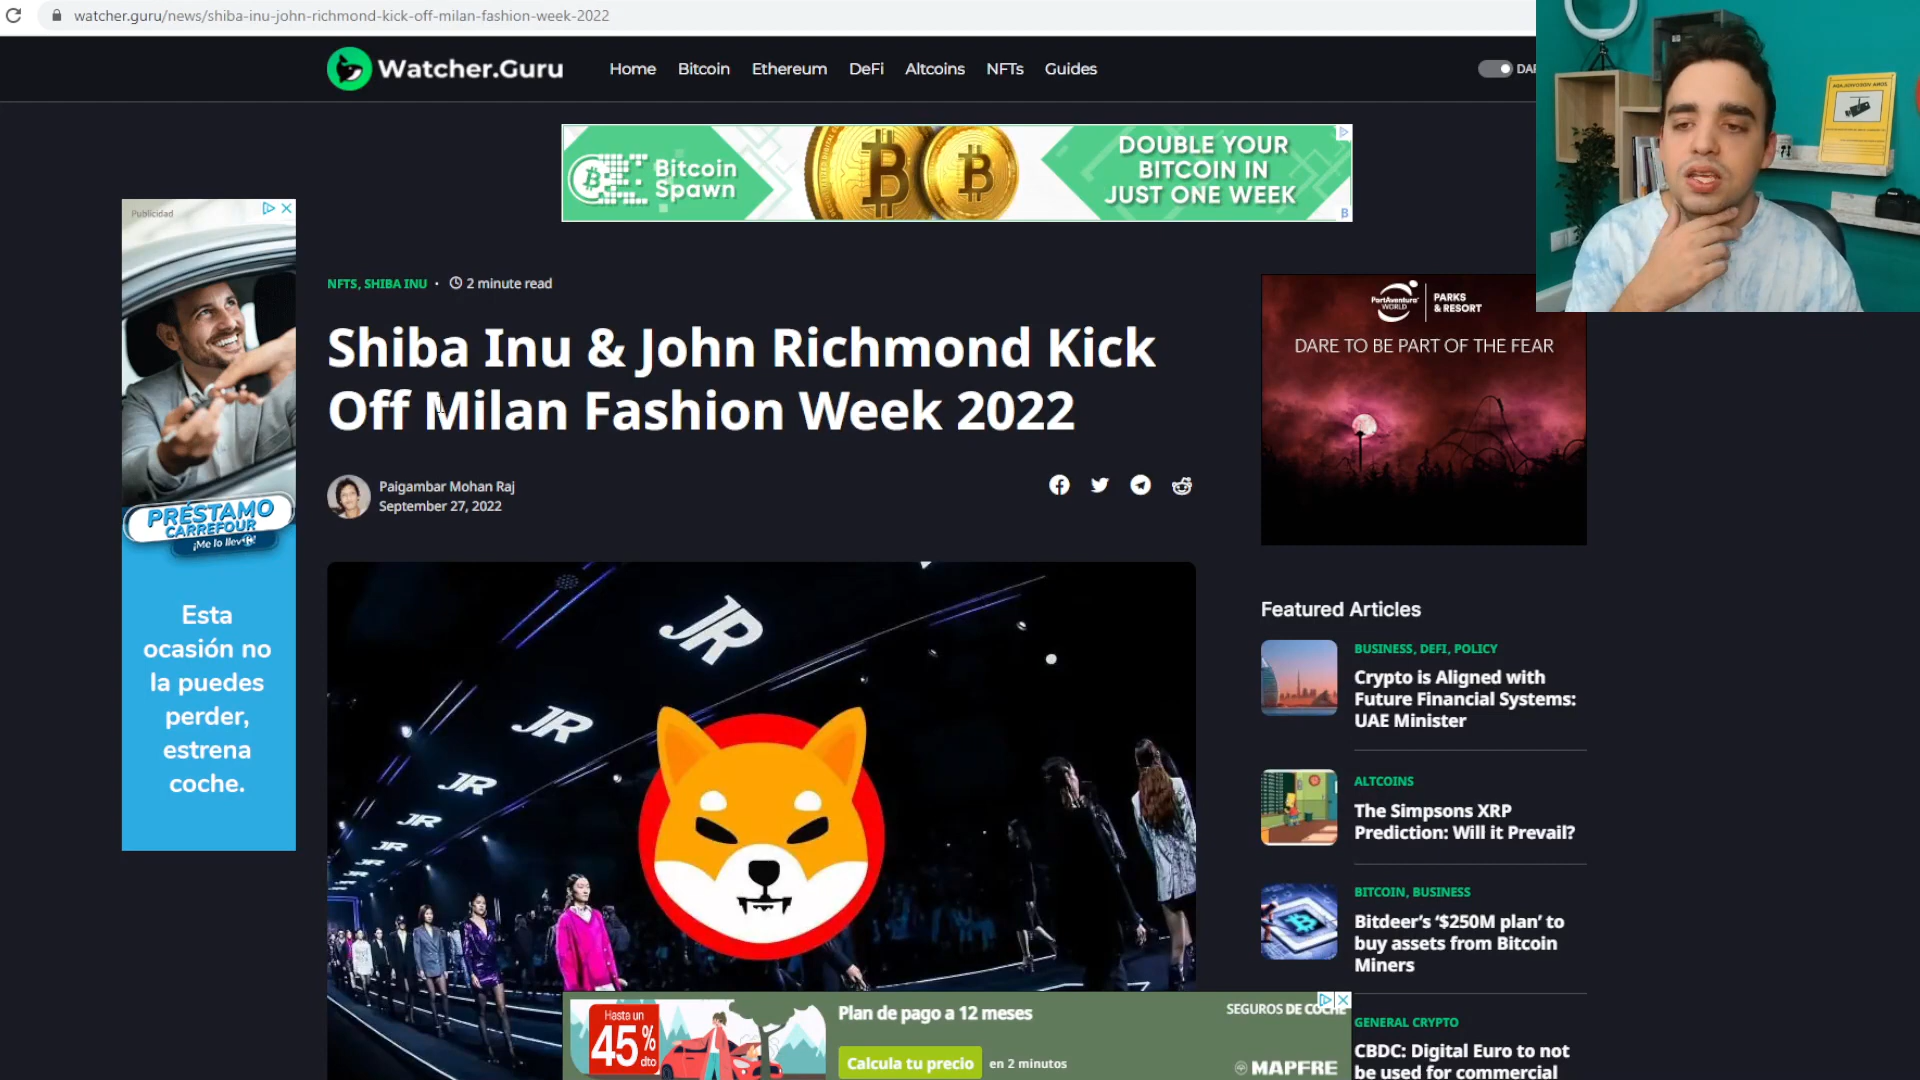 watcher.guru/news/shiba-inu-john-richmond-kick-off-milan-fashion-week-2022
Watcher.Guru
Home Bitcoin Ethereum DeFi Altcoins NFTs Guides
DAR
Bitcoin
Spawn
DOUBLE YOUR
BITCOIN IN
JUST ONE WEEK
Publicidad
PRÉSTAMO
CARREFOUR
¡Me lo llevo!
Esta
ocasión no
la puedes
perder,
estrena
coche.
NFTS, SHIBA INU • 2 minute read
Shiba Inu & John Richmond Kick
Off Milan Fashion Week 2022
Paigambar Mohan Raj
September 27, 2022
JR
JR
JR
JR
JR
JR
PortAventura
WORLD
PARKS
& RESORT
DARE TO BE PART OF THE FEAR
Featured Articles
BUSINESS, DEFI, POLICY
Crypto is Aligned with
Future Financial Systems:
UAE Minister
ALTCOINS
The Simpsons XRP
Prediction: Will it Prevail?
BITCOIN, BUSINESS
Bitdeer’s ‘$250M plan’ to
buy assets from Bitcoin
Miners
GENERAL CRYPTO
CBDC: Digital Euro to not
be used for commercial
Hasta un
45%
dto
Plan de pago a 12 meses
Calcula tu precio
en 2 minutos
SEGUROS DE COCHE
MAPFRE